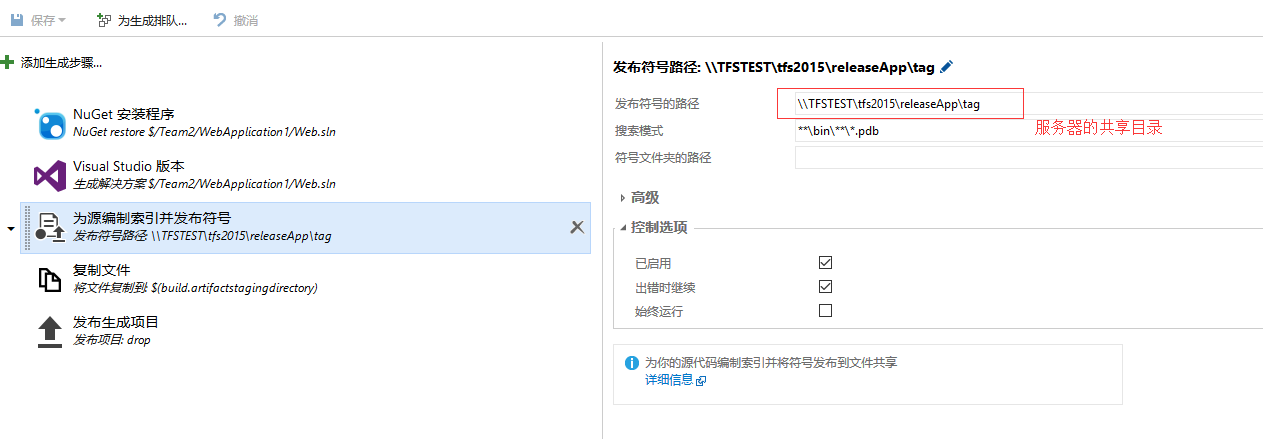 保存
为生成排队...
撤消
添加生成步骤...
NuGet 安装程序
NuGet restore $/Team2/WebApplication1/Web.sln
Visual Studio 版本
生成解决方案 $/Team2/WebApplication1/Web.sln
为源编制索引并发布符号
发布符号路径: \\TFSTEST\tfs2015\releaseApp\tag
复制文件
将文件复制到: $(build.artifactstagingdirectory)
发布生成项目
发布项目: drop
发布符号路径: \\TFSTEST\tfs2015\releaseApp\tag
发布符号的路径
\\TFSTEST\tfs2015\releaseApp\tag
搜索模式
**\bin\**\*.pdb
服务器的共享目录
符号文件夹的路径
高级
控制选项
已启用
出错时继续
始终运行
为你的源代码编制索引并将符号发布到文件共享
详细信息